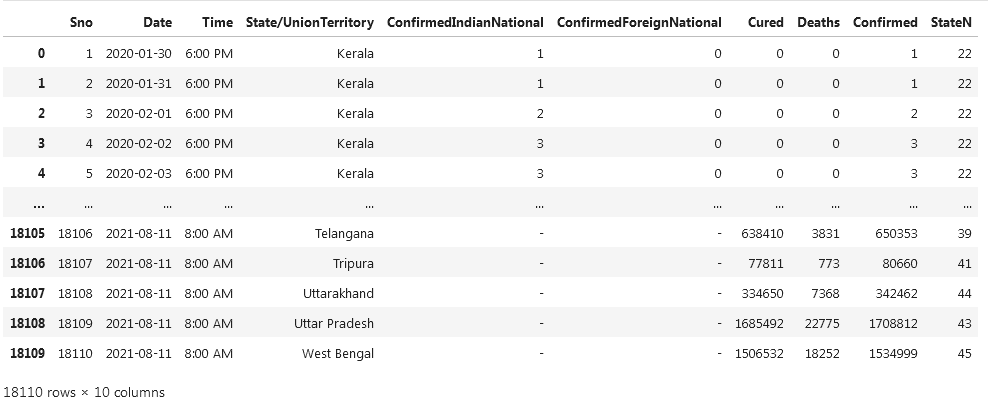 Sno Date Time State/UnionTerritory ConfirmedIndianNational ConfirmedForeignNational Cured Deaths Confirmed StateN
0 1 2020-01-30 6:00 PM Kerala 1 0 0 0 1 22
1 2 2020-01-31 6:00 PM Kerala 1 0 0 0 1 22
2 3 2020-02-01 6:00 PM Kerala 2 0 0 0 2 22
3 4 2020-02-02 6:00 PM Kerala 3 0 0 0 3 22
4 5 2020-02-03 6:00 PM Kerala 3 0 0 0 3 22
... ... ... ... ... ... ... ... ... ... ...
18105 18106 2021-08-11 8:00 AM Telangana - - 638410 3831 650353 39
18106 18107 2021-08-11 8:00 AM Tripura - - 77811 773 80660 41
18107 18108 2021-08-11 8:00 AM Uttarakhand - - 334650 7368 342462 44
18108 18109 2021-08-11 8:00 AM Uttar Pradesh - - 1685492 22775 1708812 43
18109 18110 2021-08-11 8:00 AM West Bengal - - 1506532 18252 1534999 45
18110 rows × 10 columns